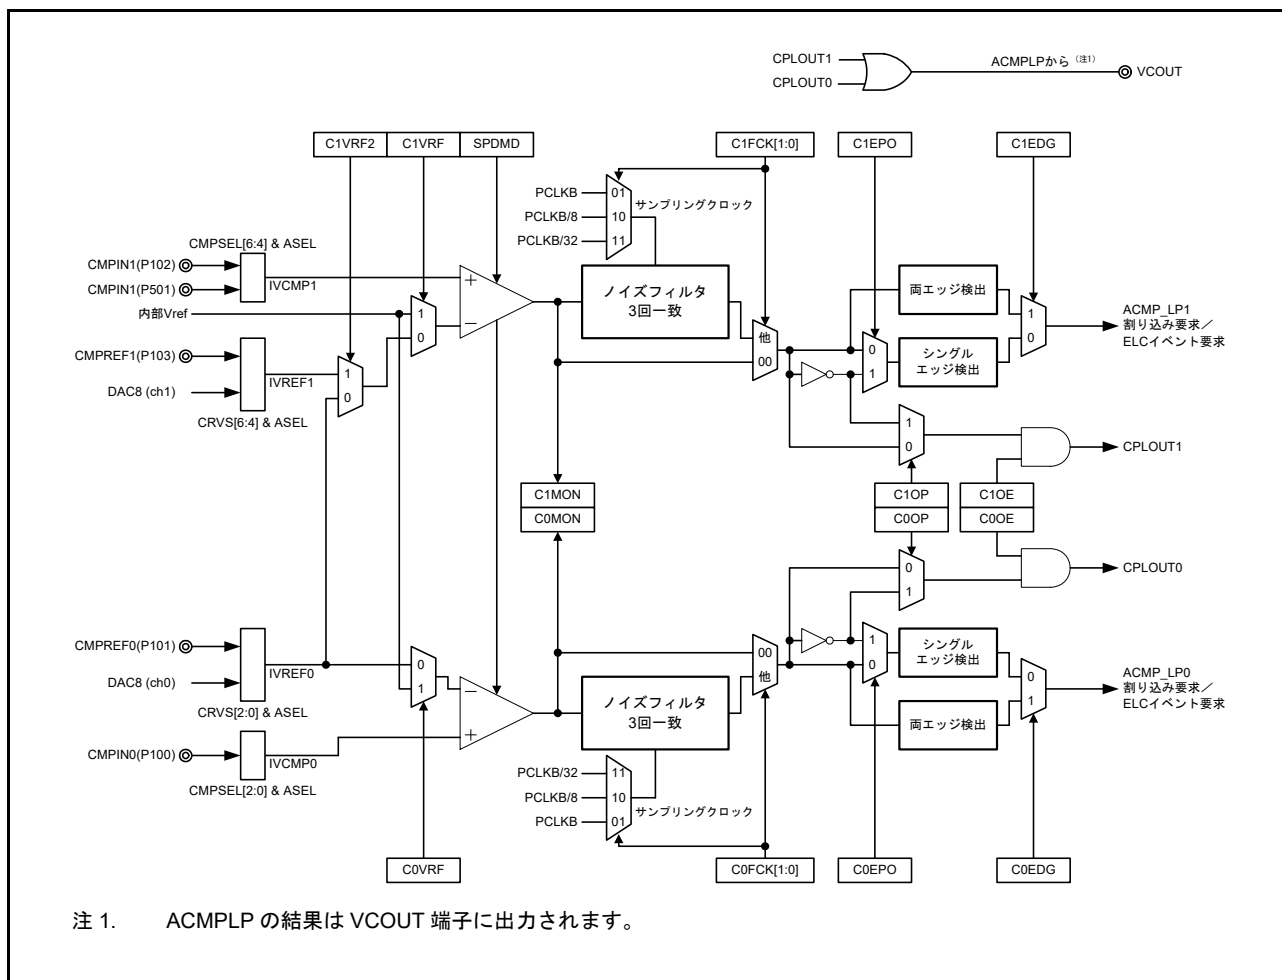 CPLOUT1
CPLOUT0
ACMPLPから (注1)
VCOUT
C1VRF2
C1VRF
SPDMD
C1FCK[1:0]
C1EPO
C1EDG
PCLKB
PCLKB/8
PCLKB/32
01
10
11
サンプリングクロック
CMPSEL[6:4] & ASEL
CMPIN1(P102)
CMPIN1(P501)
IVCMP1
内部Vref
CMPREF1(P103)
DAC8 (ch1)
IVREF1
CRVS[6:4] & ASEL
1
0
1
0
+
−
ノイズフィルタ
3回一致
他
00
0
1
両エッジ検出
シングル
エッジ検出
1
0
ACMP_LP1
割り込み要求／
ELCイベント要求
1
0
CPLOUT1
C1MON
C0MON
C1OP
C0OP
C1OE
C0OE
CPLOUT0
0
1
CMPREF0(P101)
DAC8 (ch0)
IVREF0
CRVS[2:0] & ASEL
CMPIN0(P100)
IVCMP0
CMPSEL[2:0] & ASEL
0
1
−
+
ノイズフィルタ
3回一致
00
他
1
0
シングル
エッジ検出
両エッジ検出
0
1
ACMP_LP0
割り込み要求／
ELCイベント要求
PCLKB/32
PCLKB/8
PCLKB
11
10
01
サンプリングクロック
C0VRF
C0FCK[1:0]
C0EPO
C0EDG
注 1. ACMPLP の結果は VCOUT 端子に出力されます。